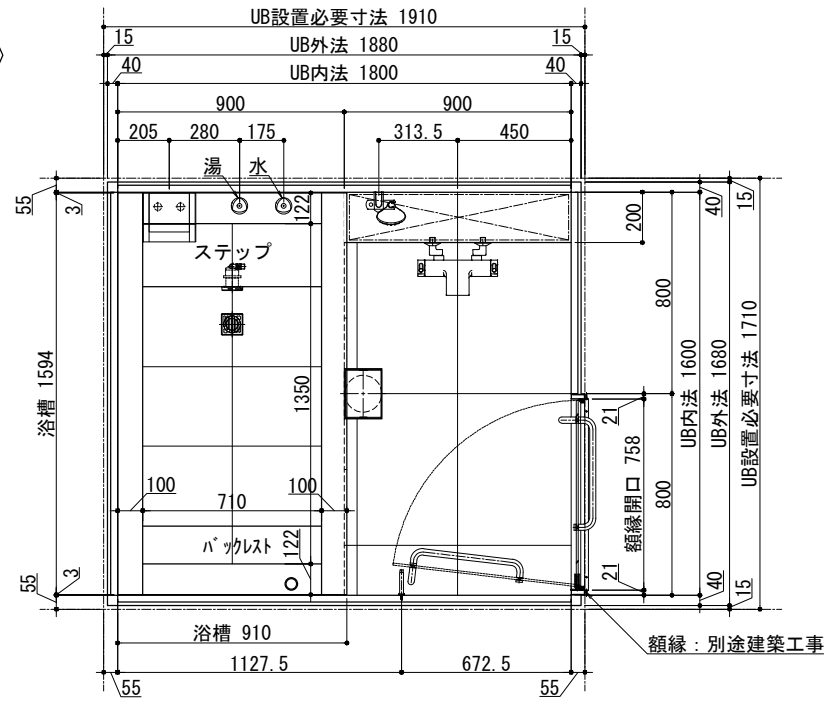 UB設置必要寸法 1910
15 UB外法 1880 15
40 UB内法 1800 40
900 900
205 280 175 313.5 450
湯 水
55 3 122 200 40 15
ステップ
800
浴槽 1594
1350
UB内法 1600
UB外法 1680
UB設置必要寸法 1710
21
額縁開口 758
800
100 710 100
バックレスト
122
21
55 3 40 15
浴槽 910
額縁：別途建築工事
1127.5 672.5
55 55